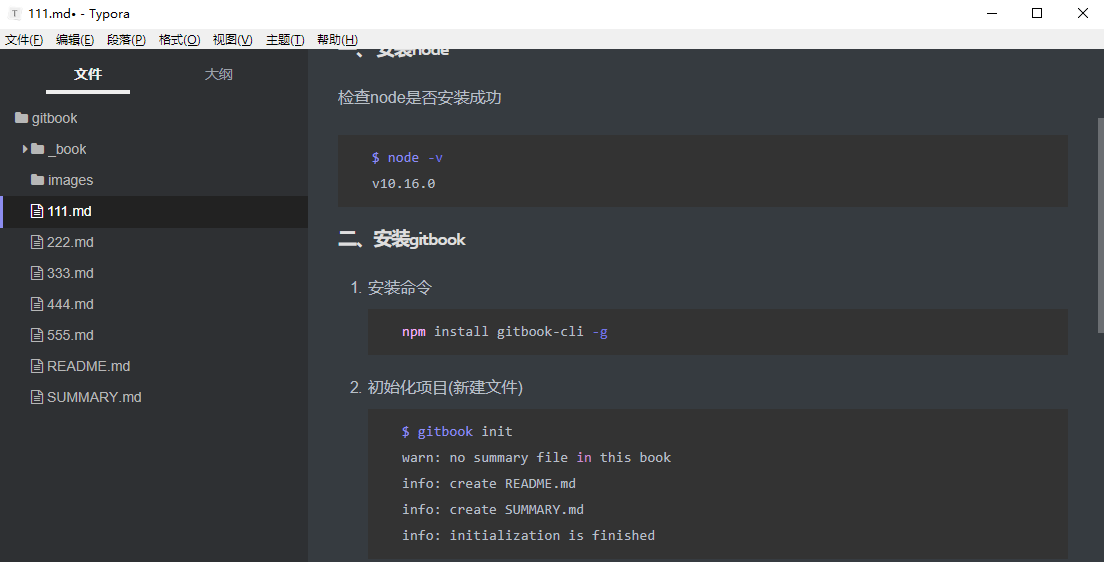 111.md• - Typora
文件(F) 编辑(E) 段落(P) 格式(O) 视图(V) 主题(T) 帮助(H)
文件 大纲
gitbook
_book
images
111.md
222.md
333.md
444.md
555.md
README.md
SUMMARY.md
一、安装node
检查node是否安装成功
$ node -v
v10.16.0
二、安装gitbook
1. 安装命令
npm install gitbook-cli -g
2. 初始化项目(新建文件)
$ gitbook init
warn: no summary file in this book
info: create README.md
info: create SUMMARY.md
info: initialization is finished